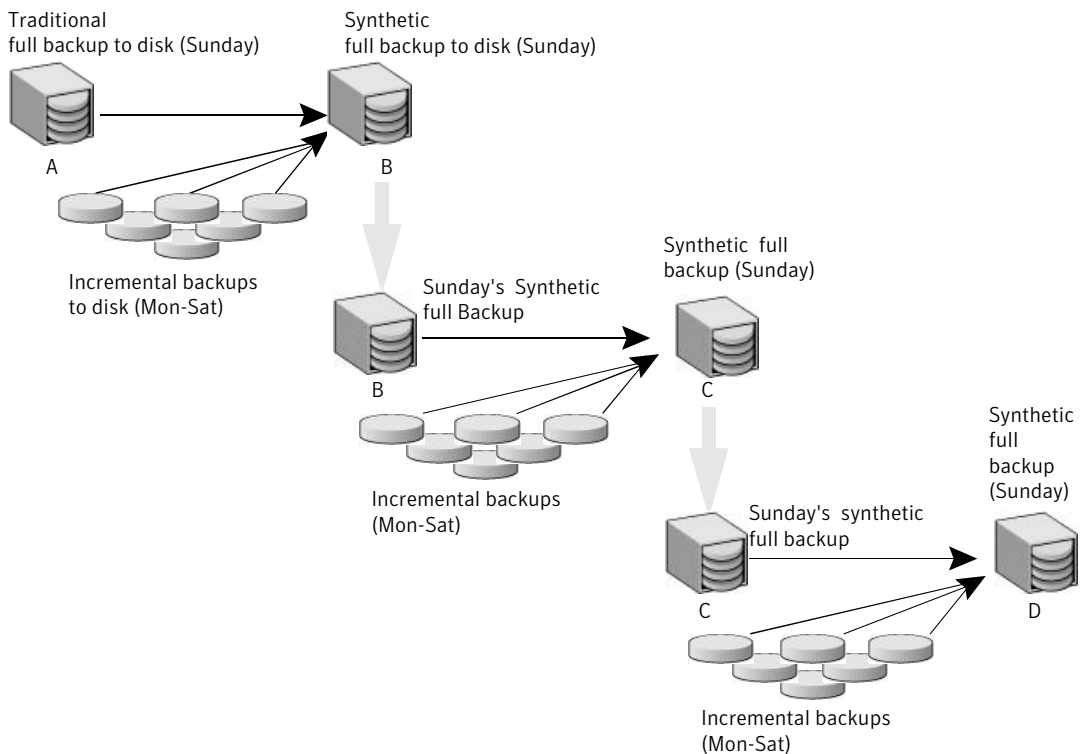 Traditional
full backup to disk (Sunday)
Synthetic
full backup to disk (Sunday)
A
B
Incremental backups
to disk (Mon-Sat)
Synthetic full
backup (Sunday)
Sunday's Synthetic
full Backup
B
C
Incremental backups
(Mon-Sat)
Synthetic
full
backup
(Sunday)
Sunday's synthetic
full backup
C
D
Incremental backups
(Mon-Sat)